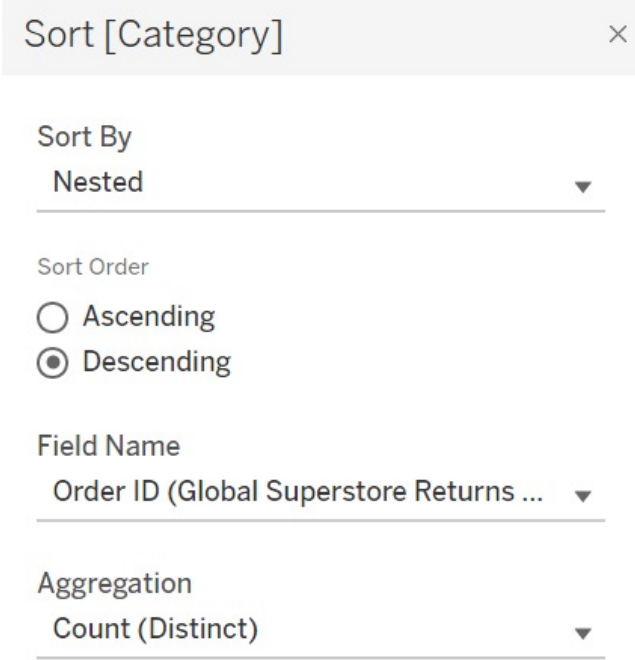 Sort [Category]
Sort By
Nested
Sort Order
Ascending
Descending
Field Name
Order ID (Global Superstore Returns ...
Aggregation
Count (Distinct)